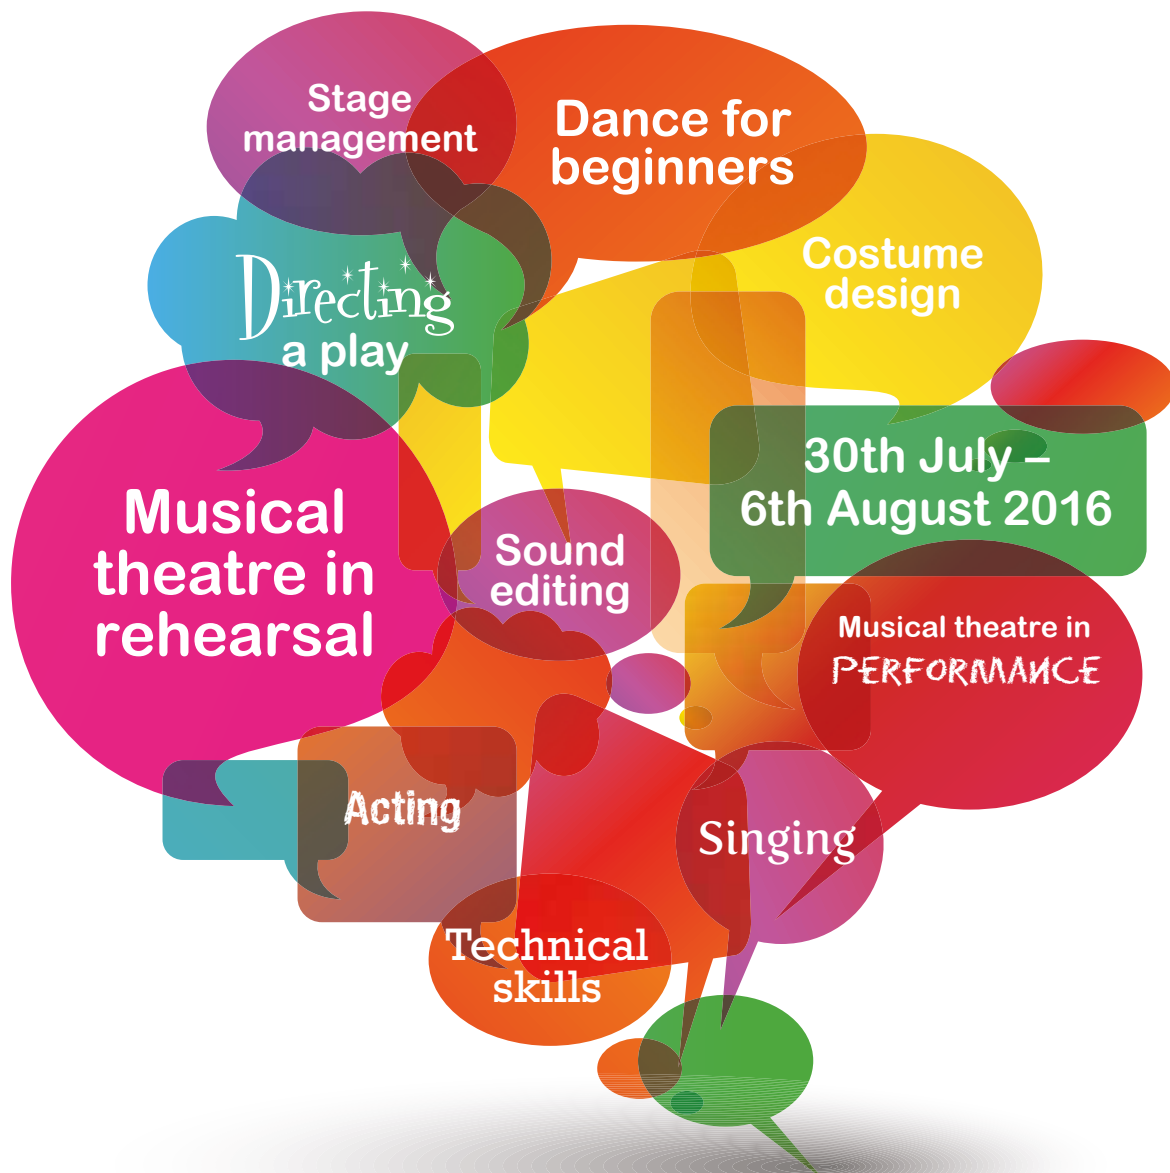 Stage
management
Dance for
beginners
Costume
design
Directing
a play
30th July –
6th August 2016
Musical
theatre in
rehearsal
Sound
editing
Musical theatre in
PERFORMANCE
Acting
Singing
Technical
skills